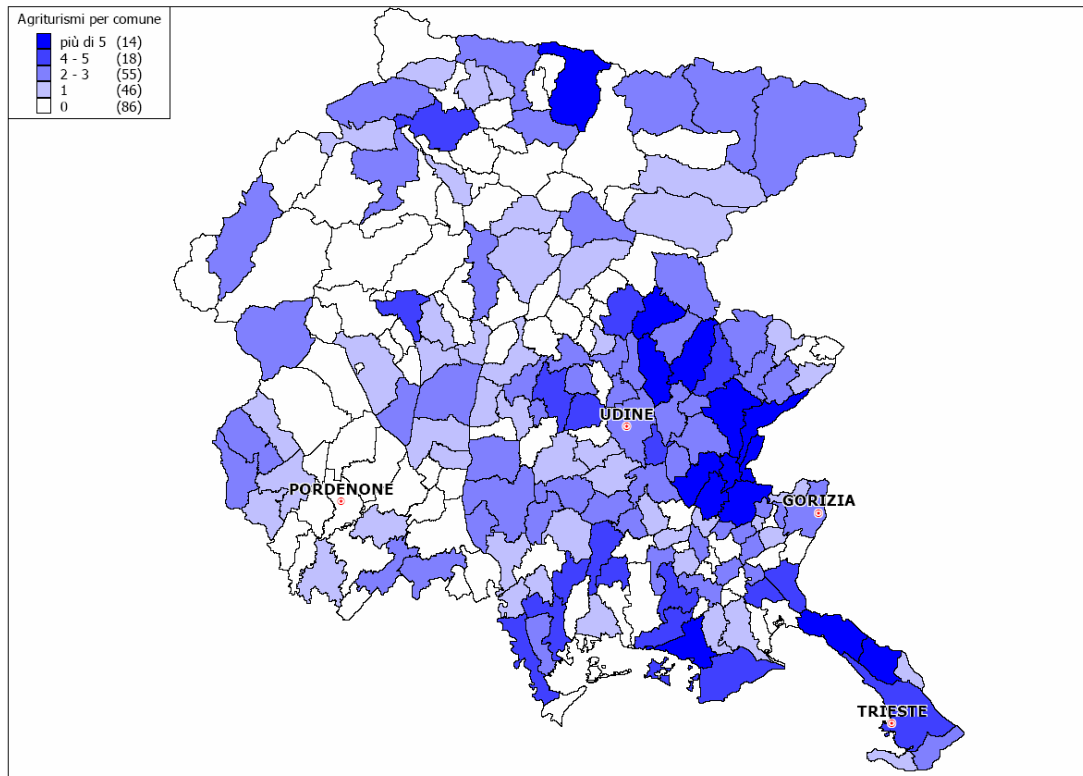 Agriturismi per comune
più di 5 (14)
4 - 5 (18)
2 - 3 (55)
1 (46)
0 (86)
UDINE
PORDENONE
GORIZIA
TRIESTE